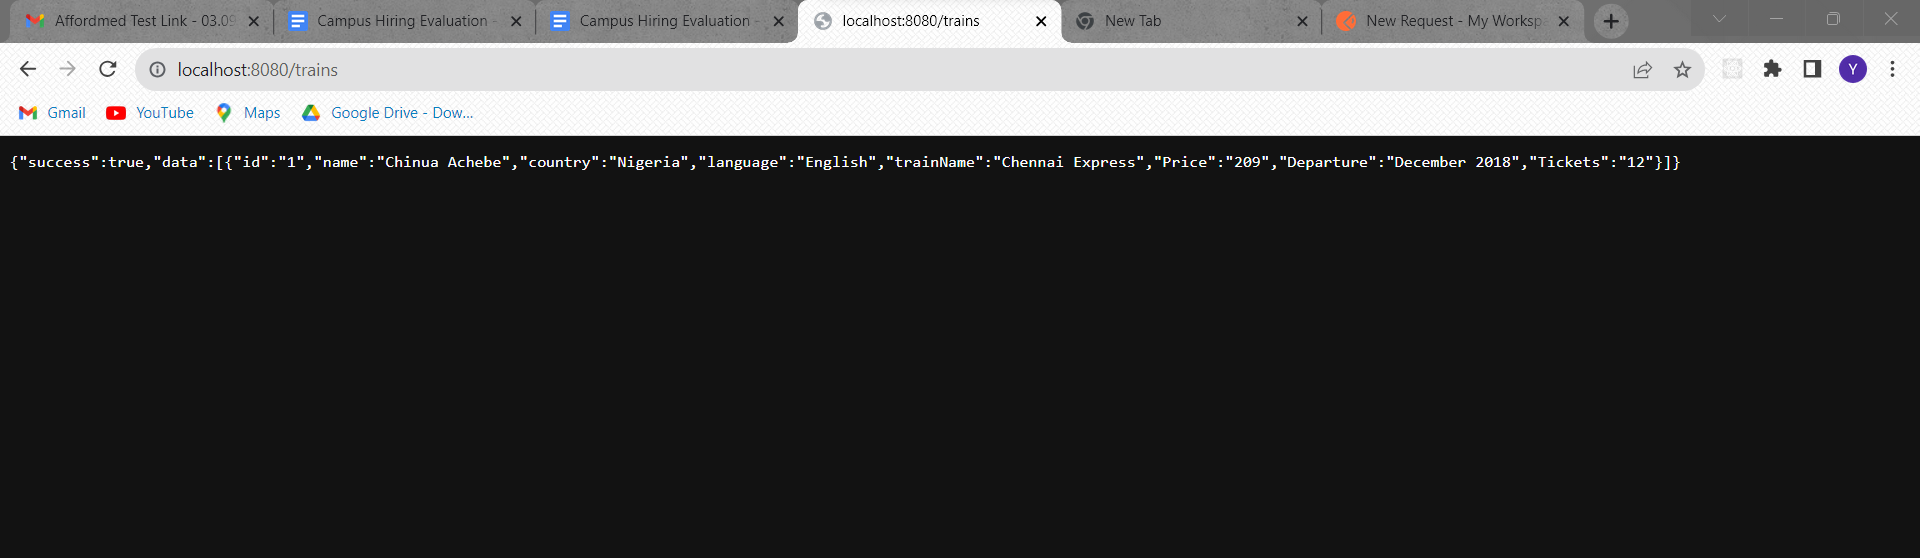 Affordmed Test Link - 03.09
Campus Hiring Evaluation -
Campus Hiring Evaluation -
localhost:8080/trains
New Tab
New Request - My Workspa
localhost:8080/trains
Y
Gmail
YouTube
Maps
Google Drive - Dow...
{"success":true,"data":[{"id":"1","name":"Chinua Achebe","country":"Nigeria","language":"English","trainName":"Chennai Express","Price":"209","Departure":"December 2018","Tickets":"12"}]}